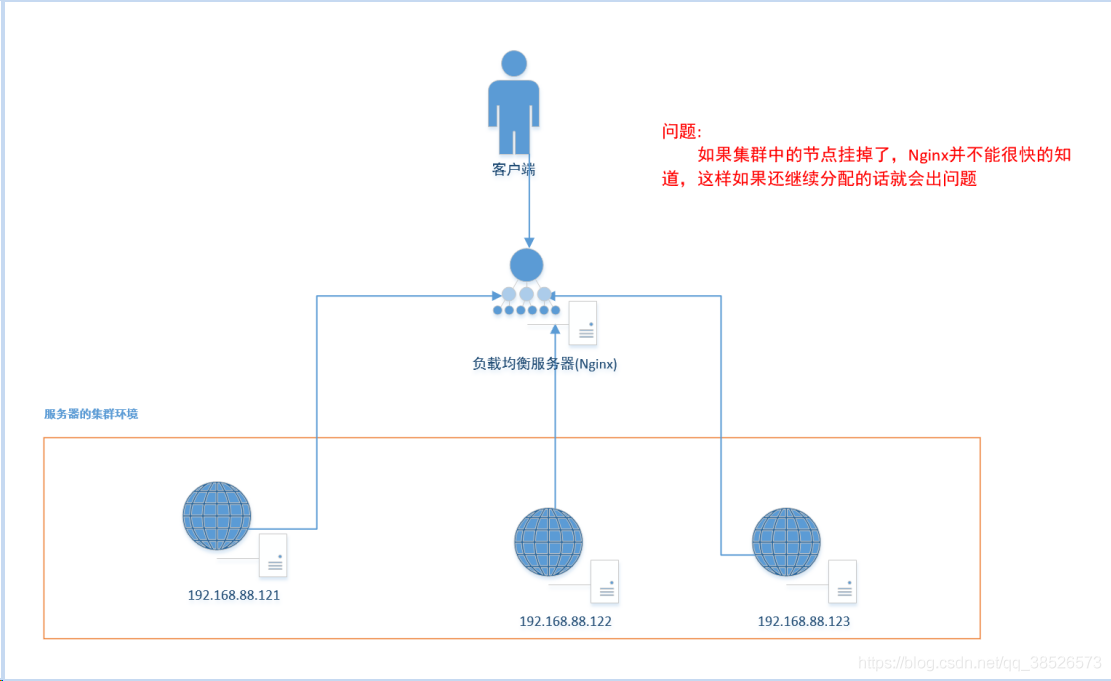 问题:
如果集群中的节点挂掉了，Nginx并不能很快的知
道，这样如果还继续分配的话就会出问题
客户端
负载均衡服务器(Nginx)
服务器的集群环境
192.168.88.121
192.168.88.122
192.168.88.123
https://blog.csdn.net/qq_38526573